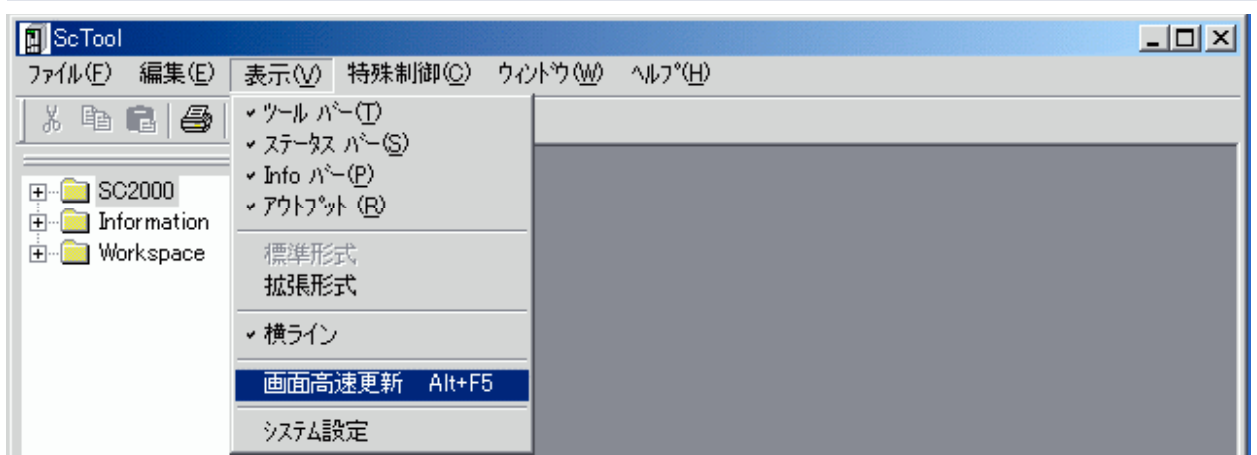 ScTool
ﾌｧｲﾙ(F) 編集(E) 表示(V) 特殊制御(C) ｳｨﾝﾄﾞｳ(W) ﾍﾙﾌﾟ(H)
ﾂｰﾙ ﾊﾞｰ(T)
ｽﾃｰﾀｽ ﾊﾞｰ(S)
Info ﾊﾞｰ(P)
ｱｳﾄﾌﾟｯﾄ (R)
標準形式
拡張形式
横ライン
画面高速更新 Alt+F5
ｼｽﾃﾑ設定
SC2000
Information
Workspace